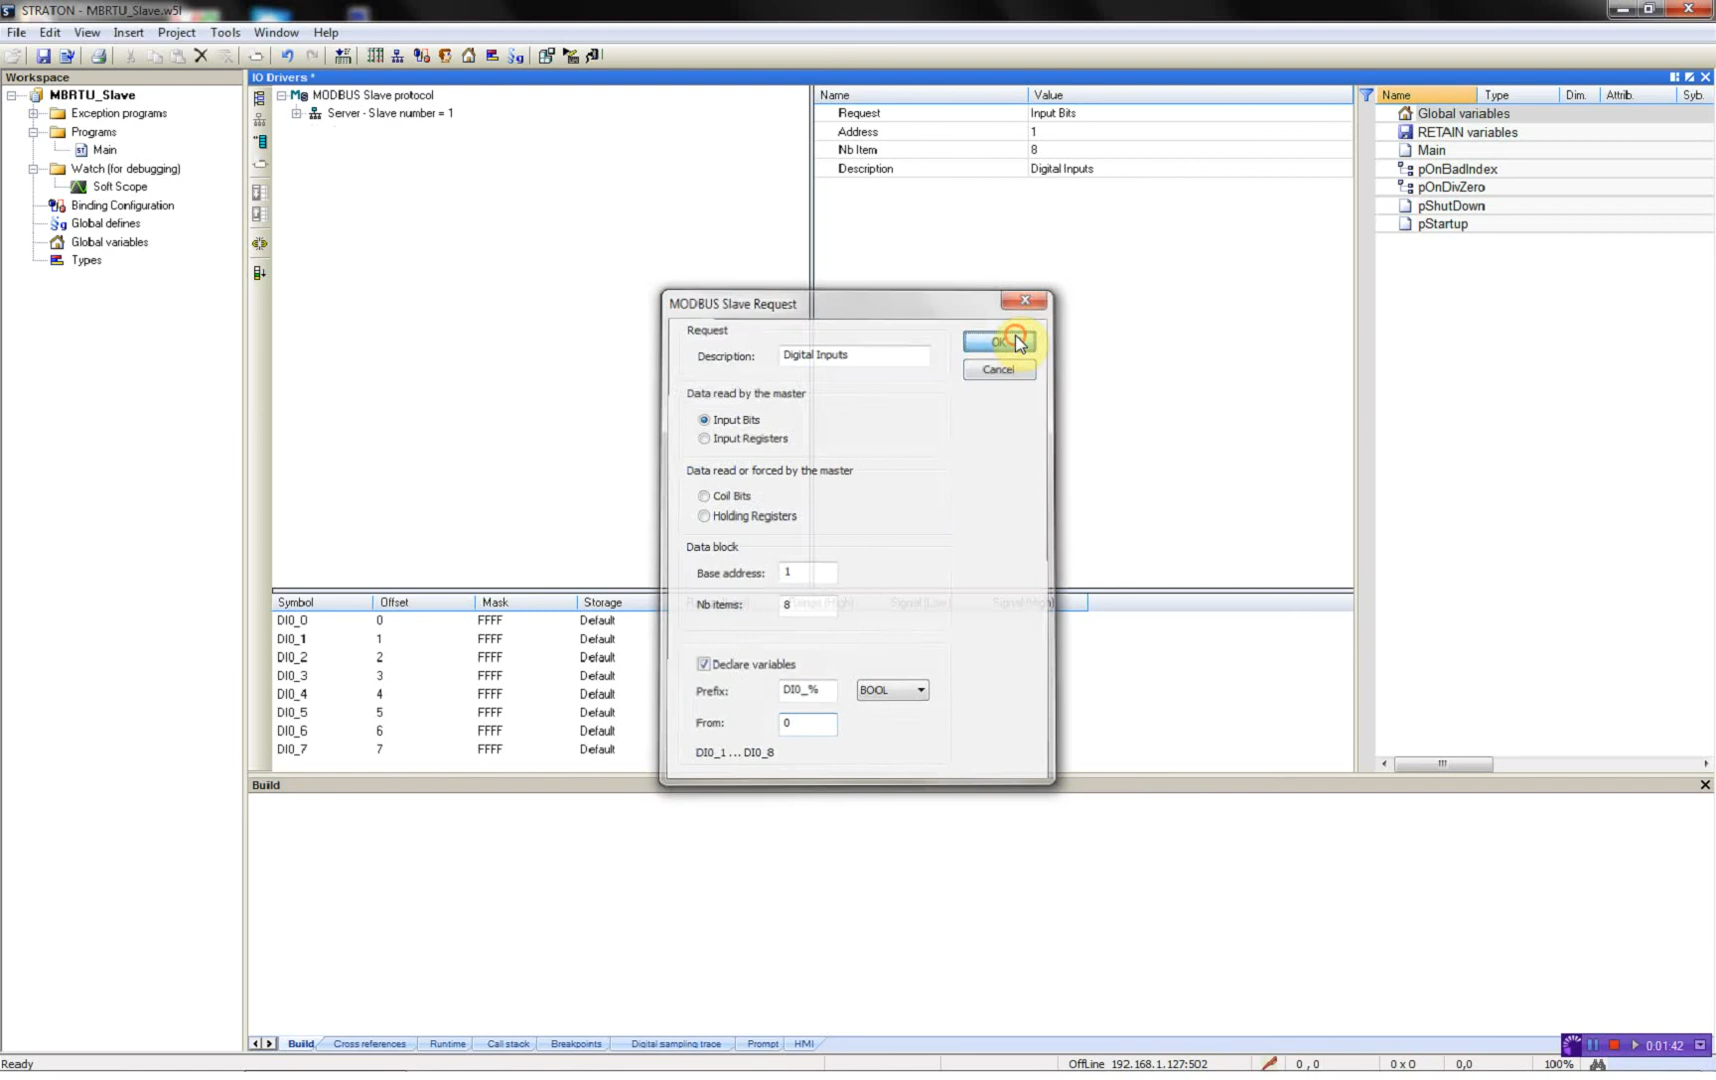 STRATON - MBRTU_Slave.w5l
File Edit View Insert Project Tools Window Help
Workspace
MBRTU_Slave
Exception programs
Programs
Main
Watch (for debugging)
Soft Scope
Binding Configuration
Global defines
Global variables
Types
IO Drivers *
MODBUS Slave protocol
Server - Slave number = 1
Name Value
Request Input Bits
Address 1
Nb Item 8
Description Digital Inputs
Name Type Dim. Attrib. Syb.
Global variables
RETAIN variables
Main
pOnBadIndex
pOnDivZero
pShutDown
pStartup
MODBUS Slave Request
Request
Description: Digital Inputs
OK
Cancel
Data read by the master
Input Bits
Input Registers
Data read or forced by the master
Coil Bits
Holding Registers
Data block
Base address: 1
Nb items: 8
Declare variables
Prefix: DI0_% BOOL
From: 0
DI0_1 ... DI0_8
Symbol Offset Mask Storage (High) Signal (Low) Signal (High)
DI0_0 0 FFFF Default
DI0_1 1 FFFF Default
DI0_2 2 FFFF Default
DI0_3 3 FFFF Default
DI0_4 4 FFFF Default
DI0_5 5 FFFF Default
DI0_6 6 FFFF Default
DI0_7 7 FFFF Default
Build
Build Cross references Runtime Call stack Breakpoints Digital sampling trace Prompt HMI
0:01:42
Ready OffLine 192.168.1.127:502 0 , 0 0 x 0 0,0 100%